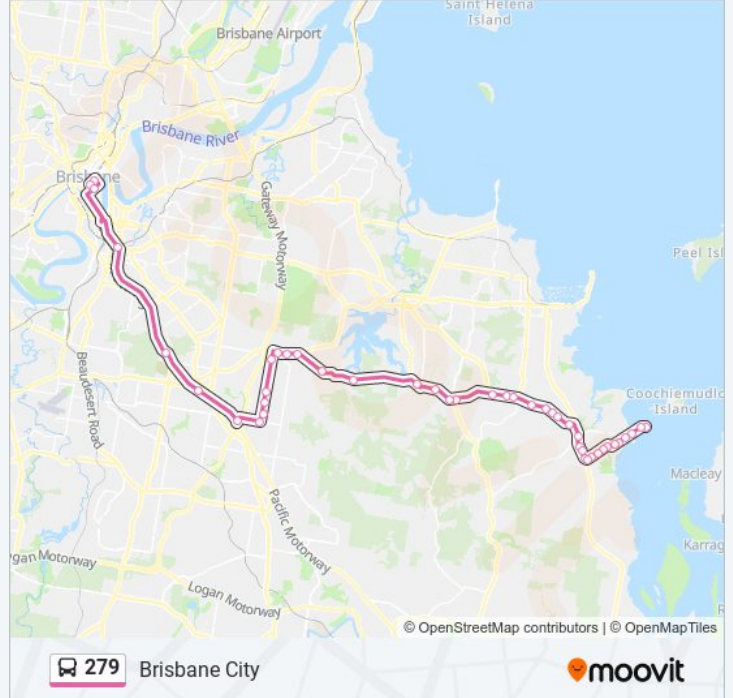 Saint Helena
Island
Brisbane Airport
Brisbane River
Brisbane
Gateway Motorway
Peel Isl
Beaudesert Road
Coochiemudlo
Island
Macleay
Pacific Motorway
Karrag
gan Motorway
Logan Motorway
R
© OpenStreetMap contributors | © OpenMapTiles
279 Brisbane City
moovit